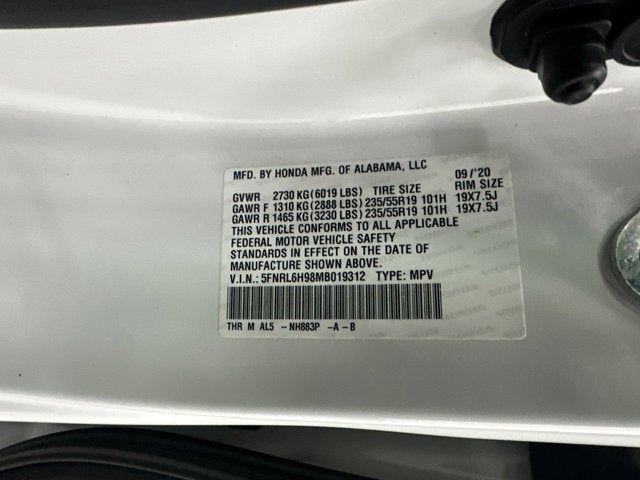 MFD. BY HONDA MFG. OF ALABAMA, LLC 09/'20
GVWR 2730 KG(6019 LBS) TIRE SIZE RIM SIZE
GAWR F 1310 KG(2888 LBS) 235/55R19 101H 19X7.5J
GAWR R 1465 KG(3230 LBS) 235/55R19 101H 19X7.5J
THIS VEHICLE CONFORMS TO ALL APPLICABLE
FEDERAL MOTOR VEHICLE SAFETY
STANDARDS IN EFFECT ON THE DATE OF
MANUFACTURE SHOWN ABOVE.
V.I.N.: 5FNRL6H98MB019312 TYPE: MPV
THR M AL5 -NH883P -A-B